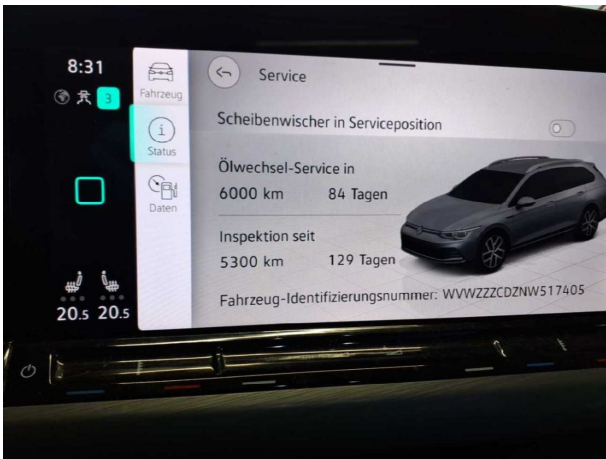 8:31
3
20.5 20.5
Fahrzeug
Status
Daten
Service
Scheibenwischer in Serviceposition
Ölwechsel-Service in
6000 km 84 Tagen
Inspektion seit
5300 km 129 Tagen
Fahrzeug-Identifizierungsnummer: WVWZZZCDZNW517405